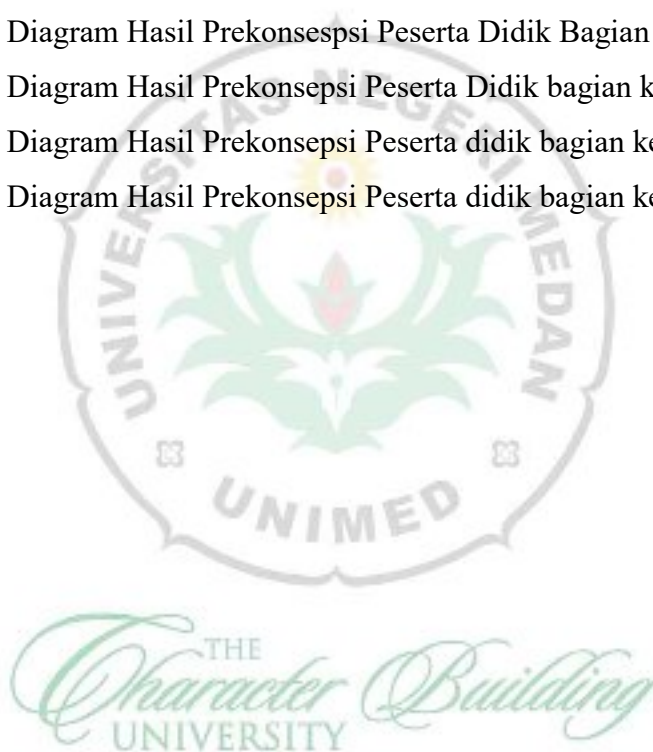 Diagram Hasil Prekonsespsi Peserta Didik Bagian
Diagram Hasil Prekonsepsi Peserta Didik bagian k
Diagram Hasil Prekonsepsi Peserta didik bagian ke
Diagram Hasil Prekonsepsi Peserta didik bagian ke
UNIVERSITAS NEGERI MEDAN
UNIMED
THE
Character Building
UNIVERSITY